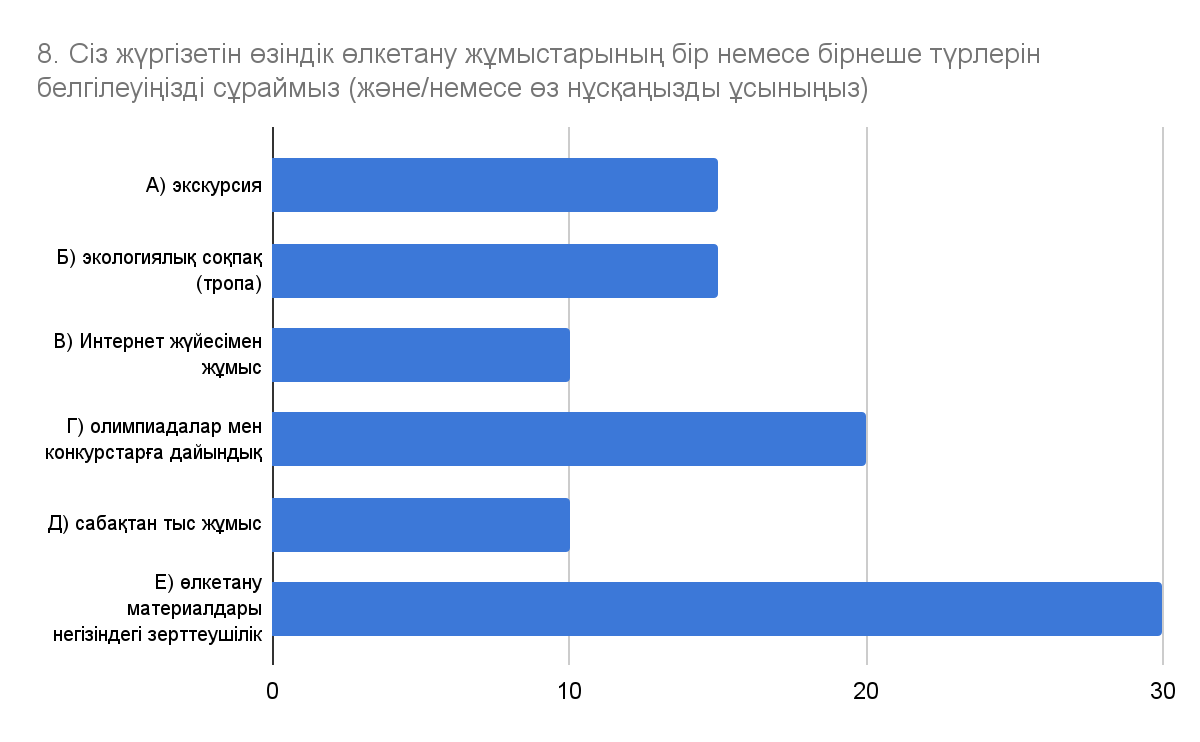 8. Сіз жүргізетін өзіндік өлкетану жұмыстарының бір немесе бірнеше түрлерін
белгілеуіңізді сұраймыз (және/немесе өз нұсқаңызды ұсыныңыз)
А) экскурсия
Б) экологиялық соқпақ
(тропа)
В) Интернет жүйесімен
жұмыс
Г) олимпиадалар мен
конкурстарға дайындық
Д) сабақтан тыс жұмыс
Е) өлкетану
материалдары
негізіндегі зерттеушілік
0 10 20 30